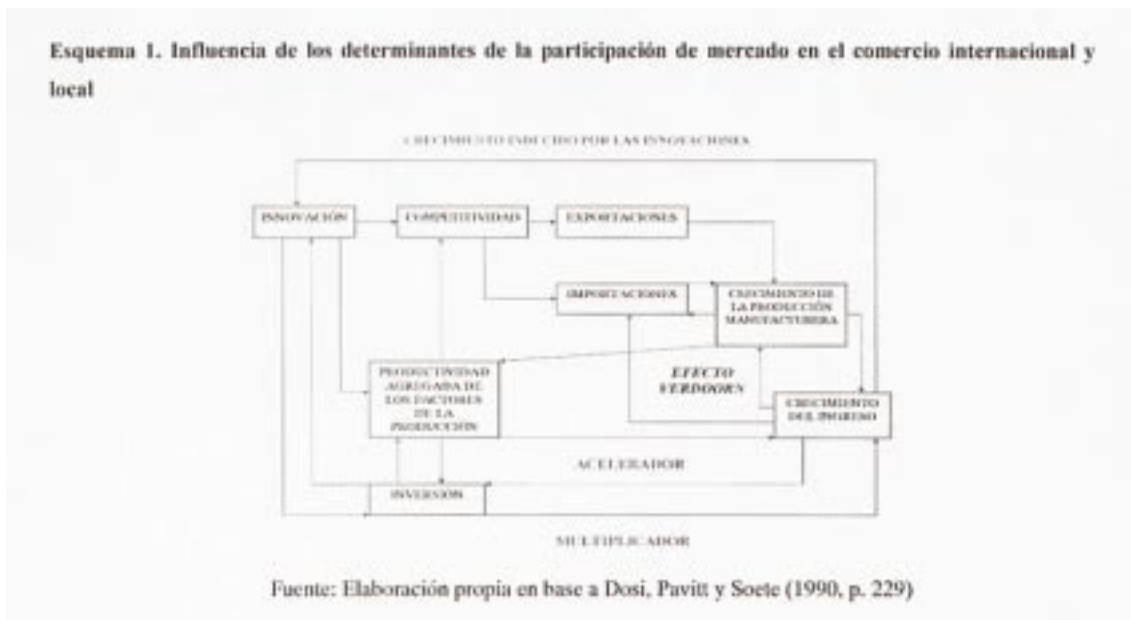 Esquema 1. Influencia de los determinantes de la participación de mercado en el comercio internacional y
local
CRECIMIENTO INDUCIDO POR LAS INNOVACIONES
INNOVACIÓN
COMPETITIVIDAD
EXPORTACIONES
IMPORTACIONES
CRECIMIENTO DE
LA PRODUCCIÓN
MANUFACTURERA
PRODUCTIVIDAD
AGREGADA DE
LOS FACTORES
DE LA
PRODUCCIÓN
EFECTO
VERDOORN
CRECIMIENTO
DEL INGRESO
ACELERADOR
INVERSIÓN
MULTIPLICADOR
Fuente: Elaboración propia en base a Dosi, Pavitt y Soete (1990, p. 229)